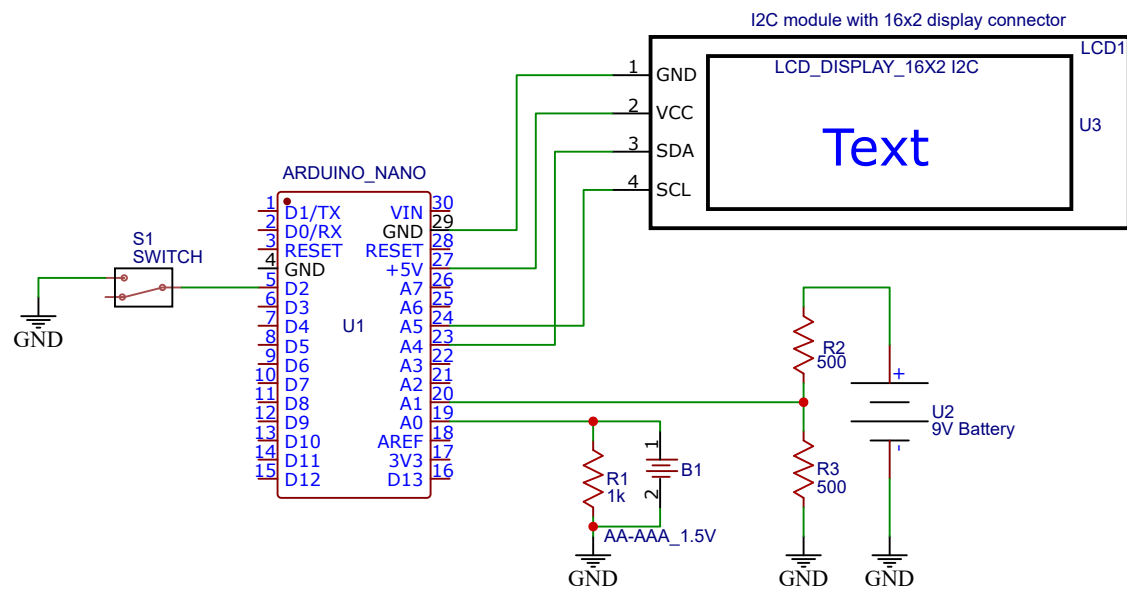 I2C module with 16x2 display connector
LCD1
LCD_DISPLAY_16X2 I2C
1 GND
2 VCC
3 SDA
4 SCL
Text
U3
ARDUINO_NANO
1 D1/TX VIN 30
2 D0/RX GND 29
3 RESET RESET 28
4 GND +5V 27
5 D2 A7 26
6 D3 A6 25
7 D4 A5 24
8 D5 A4 23
9 D6 A3 22
10 D7 A2 21
11 D8 A1 20
12 D9 A0 19
13 D10 AREF 18
14 D11 3V3 17
15 D12 D13 16
U1
S1
SWITCH
GND
R2
500
+
U2
9V Battery
-
R3
500
R1
1k
1
B1
2
AA-AAA_1.5V
GND
GND
GND